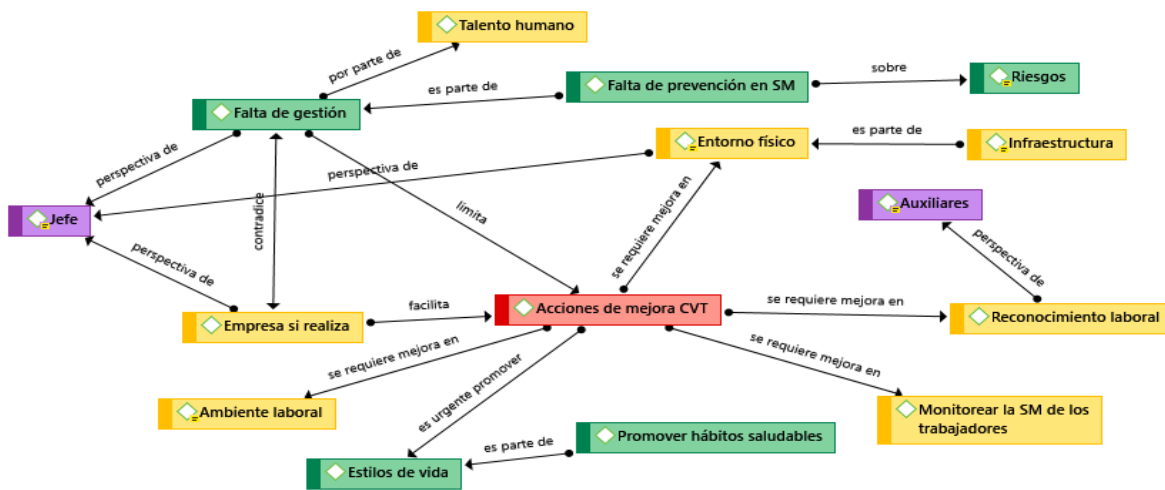 Talento humano
por parte de
sobre
Riesgos
Falta de prevención en SM
es parte de
Falta de gestión
es parte de
Entorno físico
Infraestructura
perspectiva de
perspectiva de
Auxiliares
Jefe
contradice
limita
se requiere mejora en
perspectiva de
perspectiva de
facilita
Acciones de mejora CVT
se requiere mejora en
Empresa si realiza
Reconocimiento laboral
se requiere mejora en
se requiere mejora en
Ambiente laboral
es urgente promover
Monitorear la SM de los
trabajadores
Promover hábitos saludables
es parte de
Estilos de vida